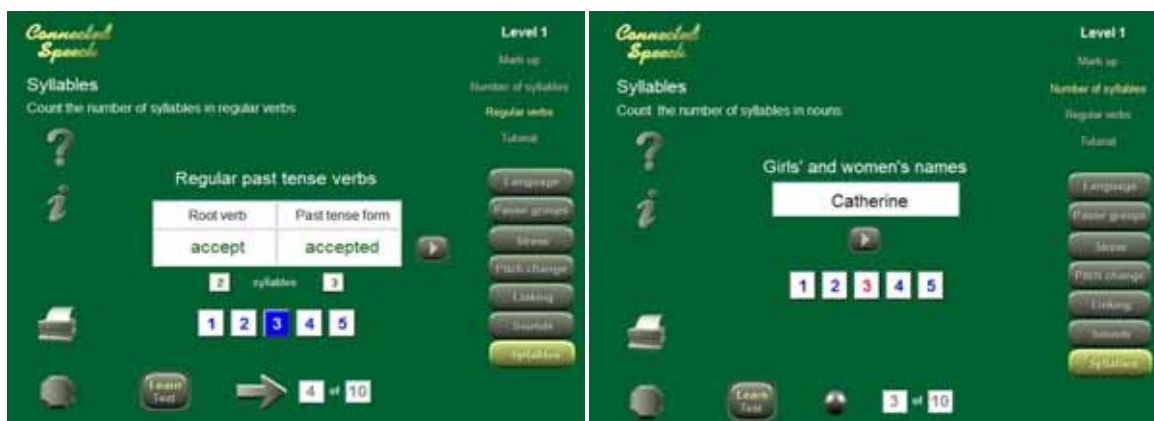 Connected
Speech
Level 1
Mark up
Number of syllables
Regular verbs
Tutorial
Syllables
Count the number of syllables in regular verbs
Regular past tense verbs
Root verb Past tense form
accept accepted
2 syllables 3
1 2 3 4 5
Learn
Test
4 of 10
Language
Pause groups
Stress
Pitch change
Linking
Sounds
Syllables
Connected
Speech
Level 1
Mark up
Number of syllables
Regular verbs
Tutorial
Syllables
Count the number of syllables in nouns
Girls' and women's names
Catherine
1 2 3 4 5
Learn
Test
3 of 10
Language
Pause groups
Stress
Pitch change
Linking
Sounds
Syllables